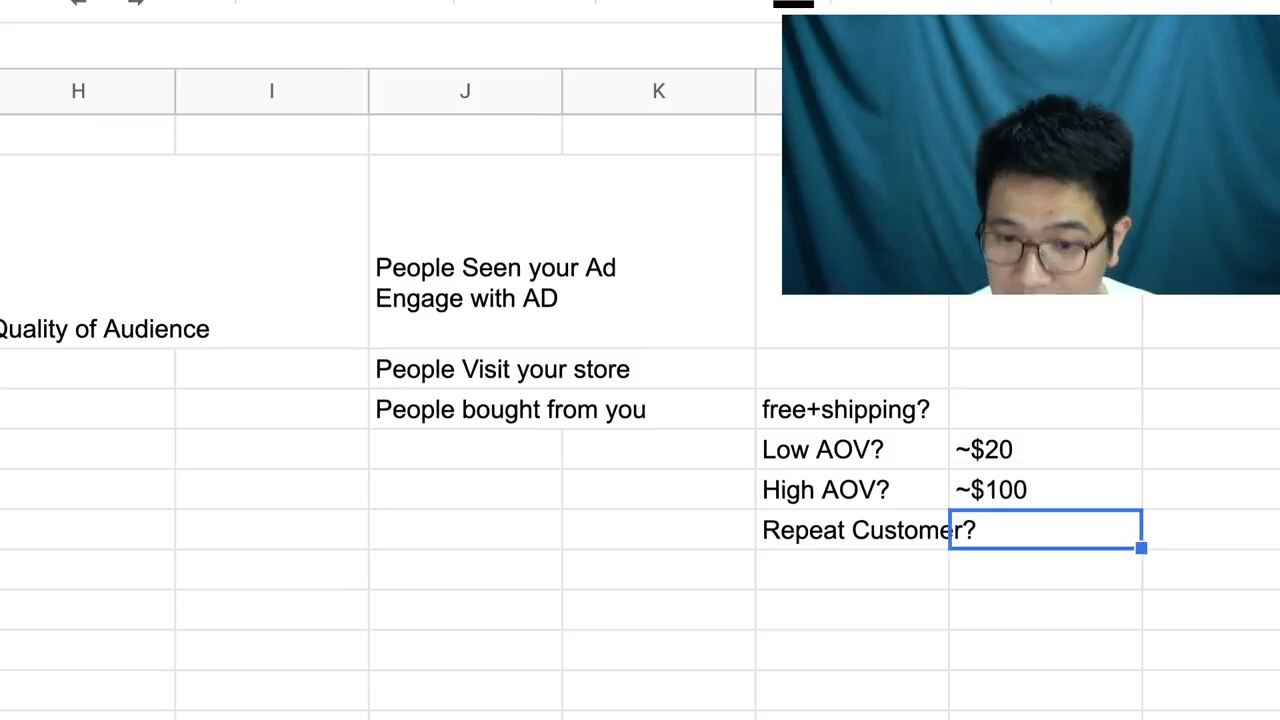 H I J K
People Seen your Ad
Engage with AD
Quality of Audience
People Visit your store
People bought from you free+shipping?
Low AOV? ~$20
High AOV? ~$100
Repeat Customer?